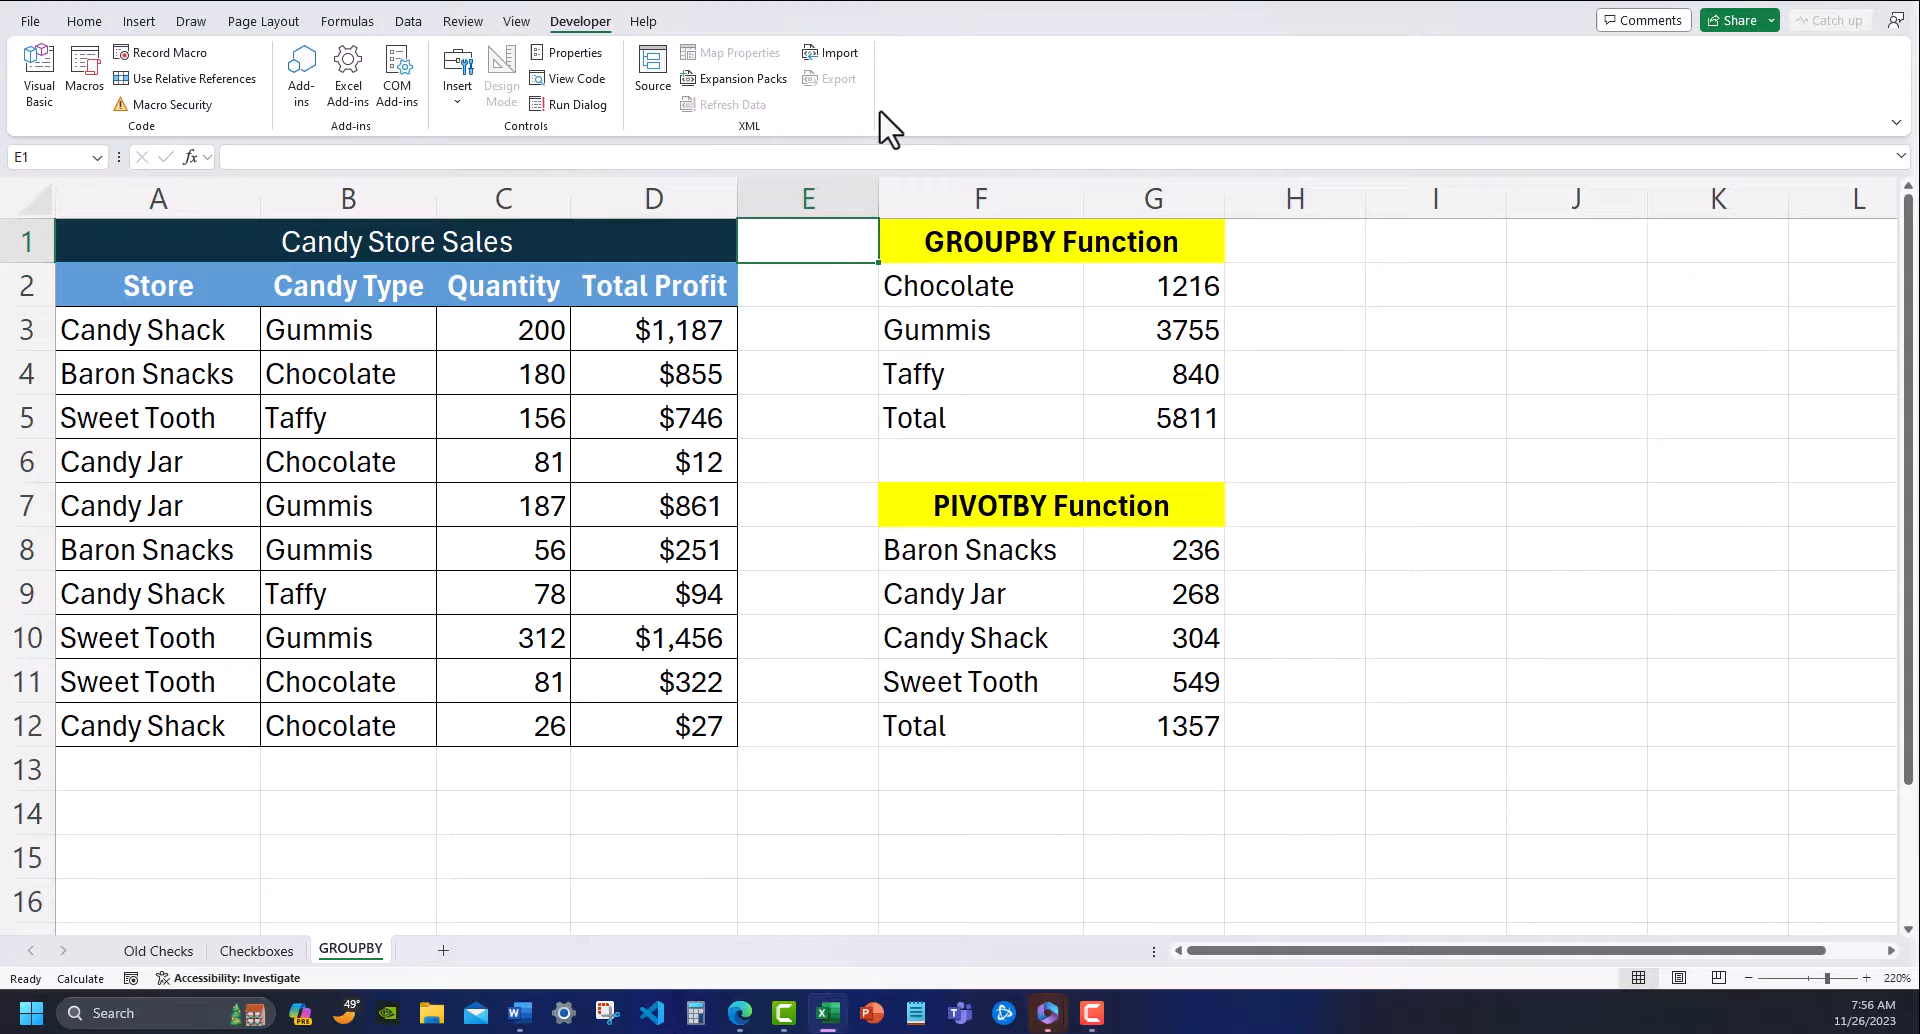 File Home Insert Draw Page Layout Formulas Data Review View Developer Help Comments Share Catch up
Visual Basic
Macros
Record Macro
Use Relative References
Macro Security
Code
Add-ins
Excel Add-ins
COM Add-ins
Add-ins
Insert
Design Mode
Properties
View Code
Run Dialog
Controls
Source
Map Properties
Expansion Packs
Refresh Data
Import
Export
XML
E1 fx
A B C D E F G H I J K L
1 Candy Store Sales GROUPBY Function
2 Store Candy Type Quantity Total Profit Chocolate 1216
3 Candy Shack Gummis 200 $1,187 Gummis 3755
4 Baron Snacks Chocolate 180 $855 Taffy 840
5 Sweet Tooth Taffy 156 $746 Total 5811
6 Candy Jar Chocolate 81 $12
7 Candy Jar Gummis 187 $861 PIVOTBY Function
8 Baron Snacks Gummis 56 $251 Baron Snacks 236
9 Candy Shack Taffy 78 $94 Candy Jar 268
10 Sweet Tooth Gummis 312 $1,456 Candy Shack 304
11 Sweet Tooth Chocolate 81 $322 Sweet Tooth 549
12 Candy Shack Chocolate 26 $27 Total 1357
13
14
15
16
Old Checks Checkboxes GROUPBY +
Ready Calculate Accessibility: Investigate 220%
Search PRE 49° 7:56 AM
11/26/2023